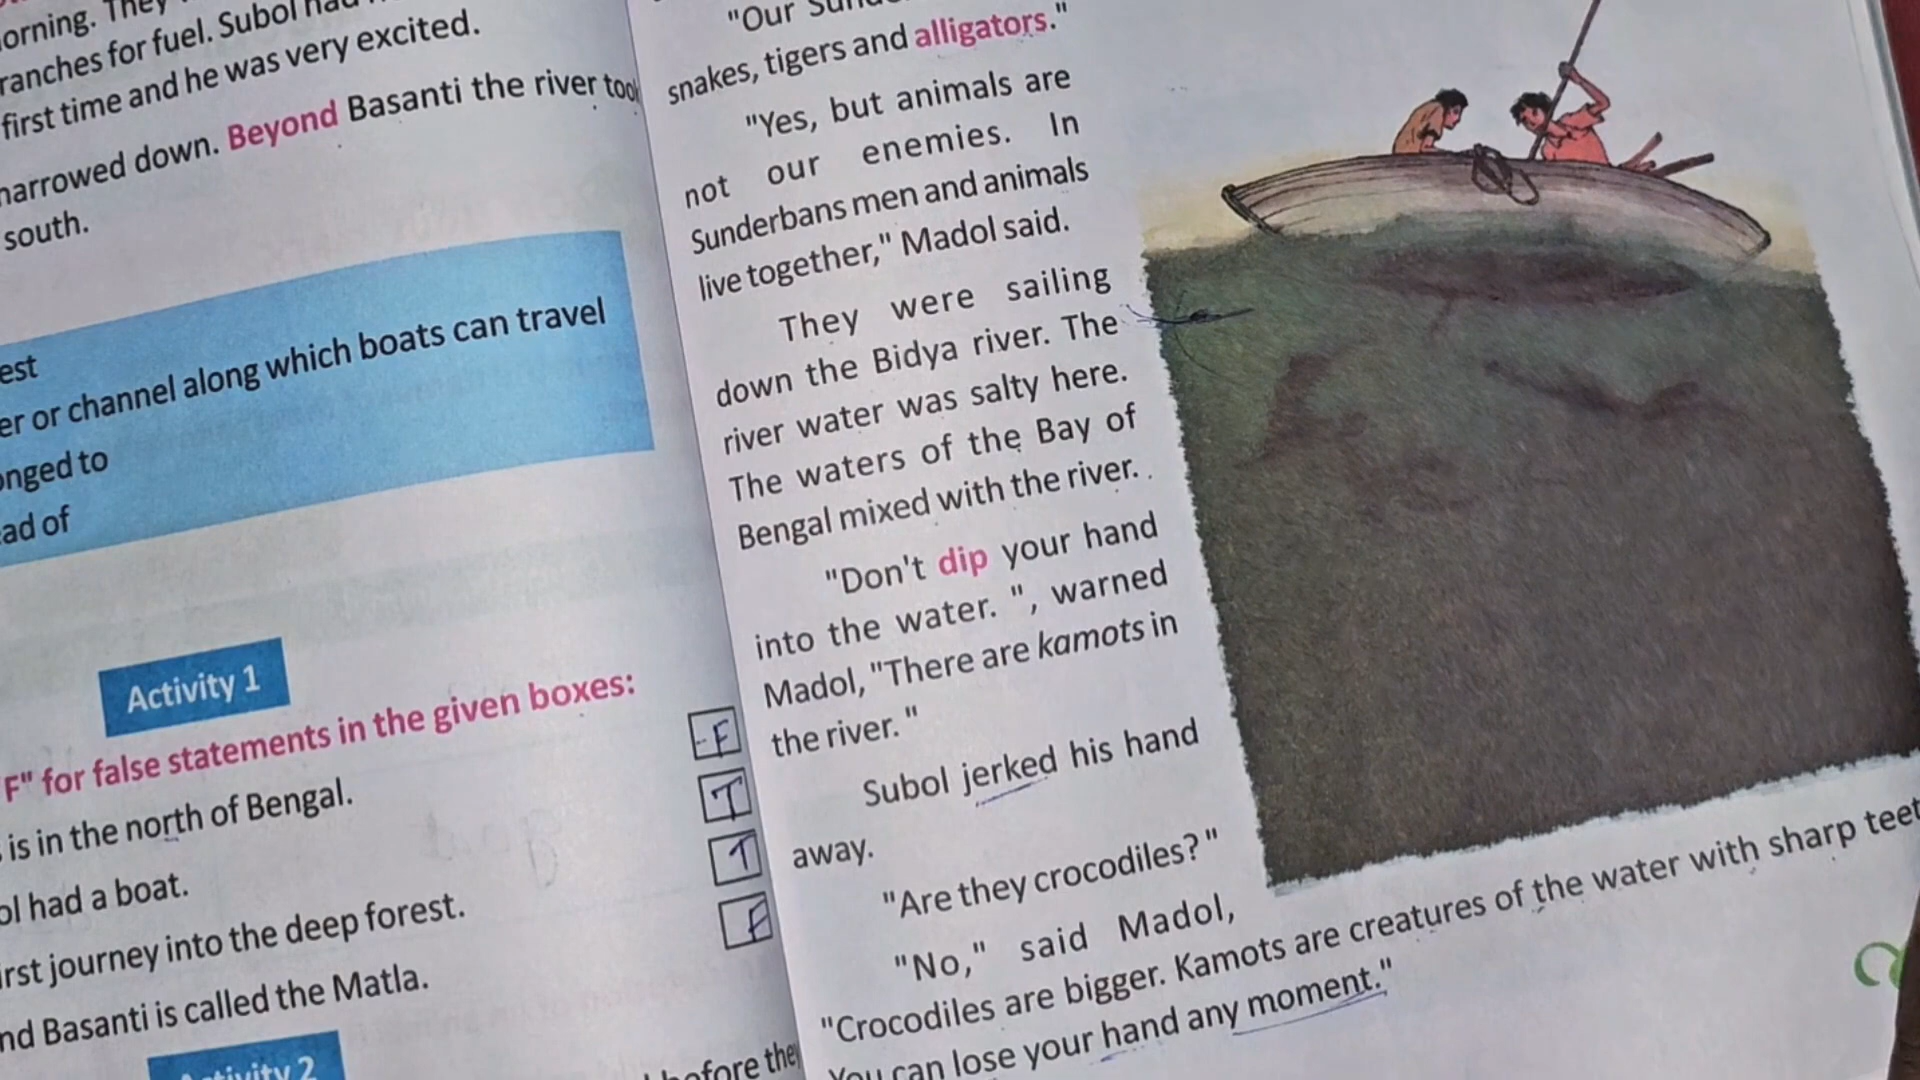 orning. They
ranches for fuel. Subol had
first time and he was very excited.
narrowed down. Beyond Basanti the river took
south.
est
er or channel along which boats can travel
onged to
ad of
Activity 1
"F" for false statements in the given boxes:
is in the north of Bengal.
F
ol had a boat.
T
irst journey into the deep forest.
T
nd Basanti is called the Matla.
F
Activity 2
before they
"Our
snakes, tigers and alligators."
"Yes, but animals are
not our enemies. In
Sunderbans men and animals
live together," Madol said.
They were sailing
down the Bidya river. The
river water was salty here.
The waters of the Bay of
Bengal mixed with the river.
"Don't dip your hand
into the water. ", warned
Madol, "There are kamots in
the river. "
Subol jerked his hand
away.
"Are they crocodiles? "
"No," said Madol,
"Crocodiles are bigger. Kamots are creatures of the water with sharp teet
You can lose your hand any moment."